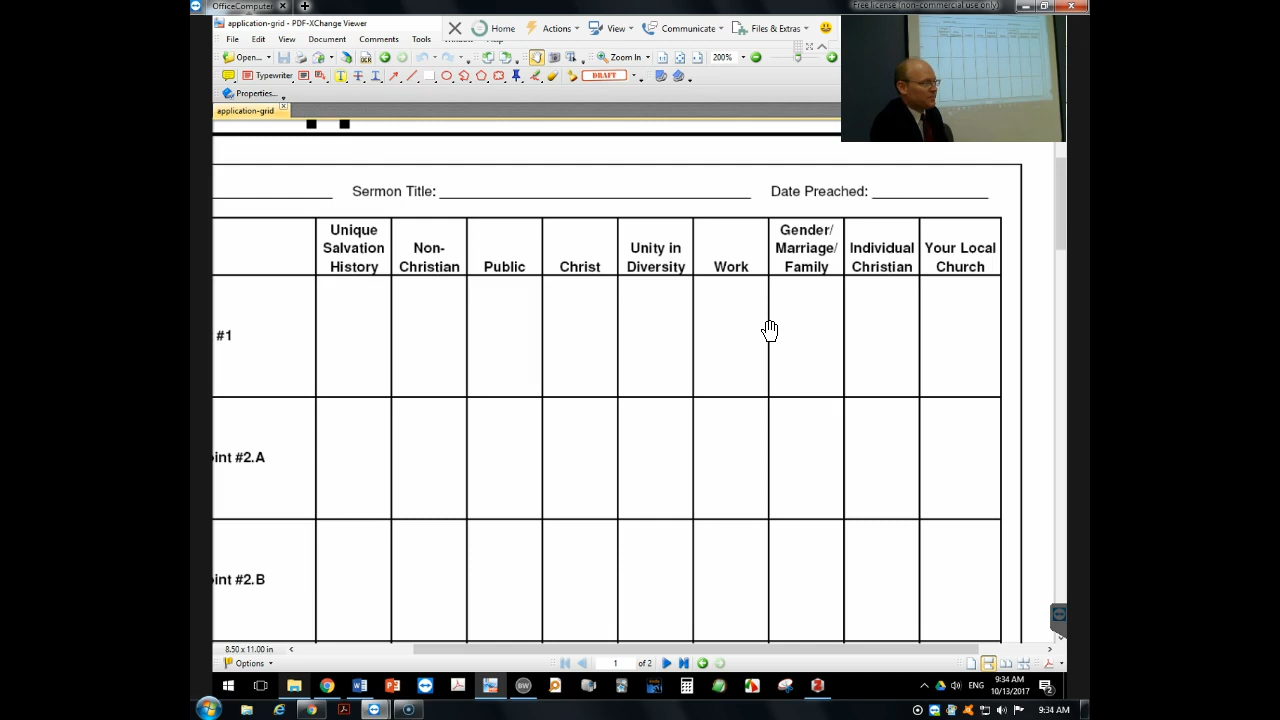 OfficeComputer
Free license (non-commercial use only)
application-grid - PDF-XChange Viewer
Home
Actions
View
Communicate
Files & Extras
File Edit View Document Comments Tools
Open...
OCR
Zoom In
200%
Typewriter
DRAFT
Properties...
application-grid
Sermon Title:
Date Preached:
Unique Salvation History
Non-Christian
Public
Christ
Unity in Diversity
Work
Gender/ Marriage/ Family
Individual Christian
Your Local Church
#1
oint #2.A
oint #2.B
8.50 x 11.00 in
Options
1 of 2
ENG
9:34 AM
10/13/2017
2
BW
9:34 AM